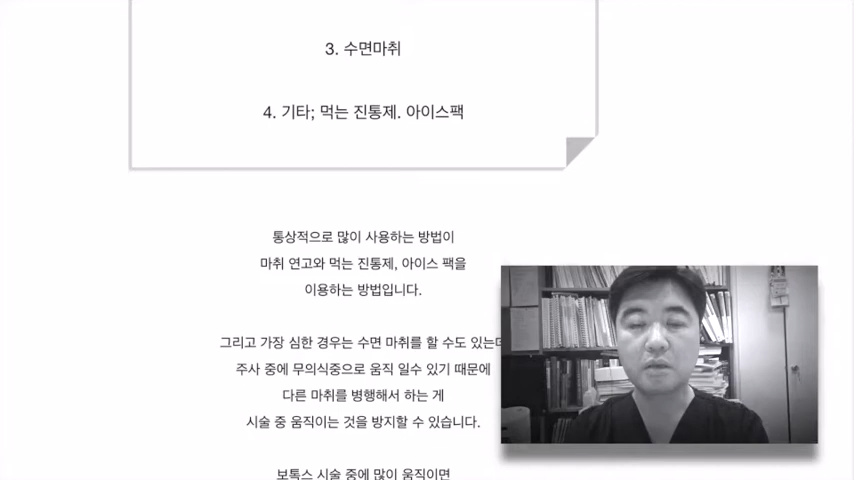 3. 수면마취
4. 기타; 먹는 진통제. 아이스팩
통상적으로 많이 사용하는 방법이
마취 연고와 먹는 진통제, 아이스 팩을
이용하는 방법입니다.
그리고 가장 심한 경우는 수면 마취를 할 수도 있는데
주사 중에 무의식중으로 움직 일수 있기 때문에
다른 마취를 병행해서 하는 게
시술 중 움직이는 것을 방지할 수 있습니다.
보톡스 시술 중에 많이 움직이면